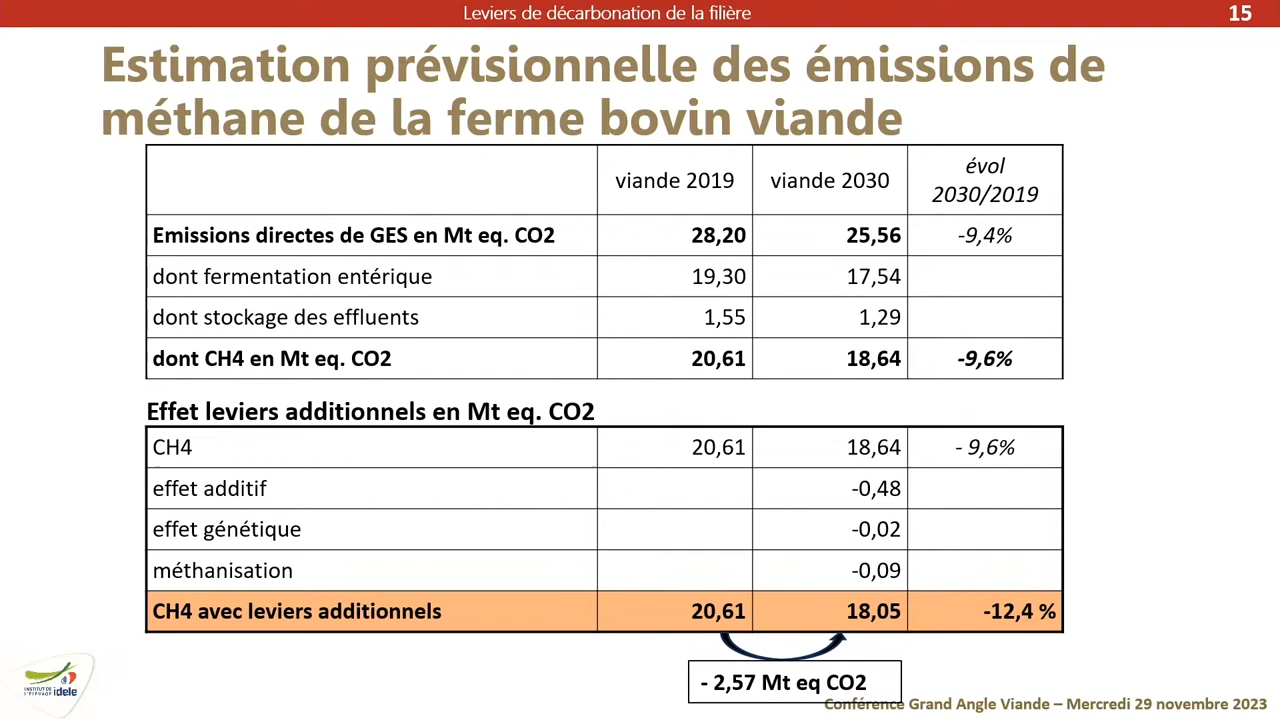 Leviers de décarbonation de la filière
15
Estimation prévisionnelle des émissions de
méthane de la ferme bovin viande
viande 2019 viande 2030 évol 2030/2019
Emissions directes de GES en Mt eq. CO2 28,20 25,56 -9,4%
dont fermentation entérique 19,30 17,54
dont stockage des effluents 1,55 1,29
dont CH4 en Mt eq. CO2 20,61 18,64 -9,6%
Effet leviers additionnels en Mt eq. CO2
CH4 20,61 18,64 - 9,6%
effet additif -0,48
effet génétique -0,02
méthanisation -0,09
CH4 avec leviers additionnels 20,61 18,05 -12,4 %
- 2,57 Mt eq CO2
INSTITUT DE
L'ÉLEVAGE idele
Conférence Grand Angle Viande – Mercredi 29 novembre 2023